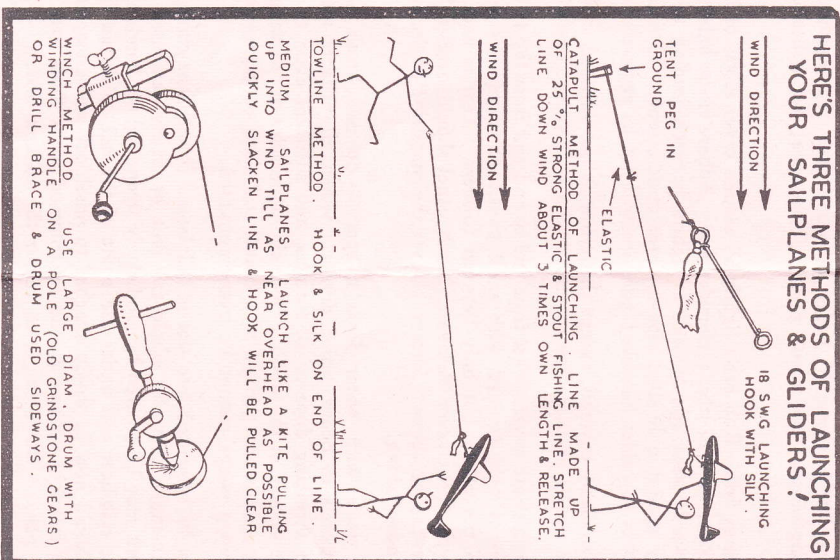 HERE'S THREE METHODS OF LAUNCHING
YOUR SAILPLANES & GLIDERS!
WIND DIRECTION
18 SWG LAUNCHING
HOOK WITH SILK.
TENT PEG IN
GROUND
ELASTIC
CATAPULT METHOD OF LAUNCHING. LINE MADE UP
OF 25 % STRONG ELASTIC & STOUT FISHING LINE. STRETCH
LINE DOWN WIND ABOUT 3 TIMES OWN LENGTH & RELEASE.
WIND DIRECTION
TOWLINE METHOD. HOOK & SILK ON END OF LINE.
MEDIUM SAILPLANES LAUNCH LIKE A KITE PULLING
UP INTO WIND TILL AS NEAR OVERHEAD AS POSSIBLE
QUICKLY SLACKEN LINE & HOOK WILL BE PULLED CLEAR
WINCH METHOD USE LARGE DIAM. DRUM WITH
WINDING HANDLE ON A POLE (OLD GRINDSTONE GEARS)
OR DRILL BRACE & DRUM USED SIDEWAYS.